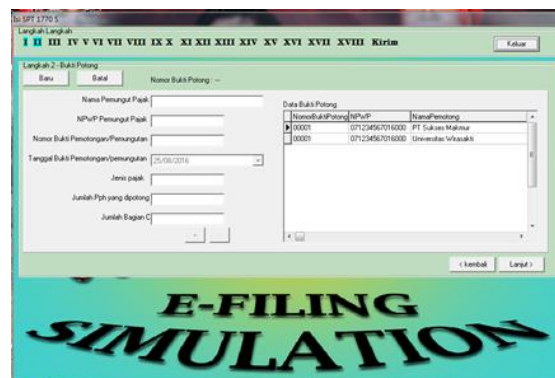 Isi SPT 1770 S
Langkah Langkah
I II III IV V VI VII VIII IX X XI XII XIII XIV XV XVI XVII XVIII Kirim
Keluar
Langkah 2 - Bukti Potong
Baru Batal Nomor Bukti Potong : --
Nama Pemungut Pajak
NPWP Pemungut Pajak
Nomor Bukti Pemotongan/Pemungutan
Tanggal Bukti Pemotongan/pemungutan 25/08/2016
Jenis pajak
Jumlah Pph yang dipotong
Jumlah Bagian C
Data Bukti Potong
NomorBuktiPotong NPWP NamaPemotong
00001 071234567016000 PT Sukses Makmur
00001 071234567016000 Universitas Wirasakti
< kembali Lanjut >
E-FILING
SIMULATION